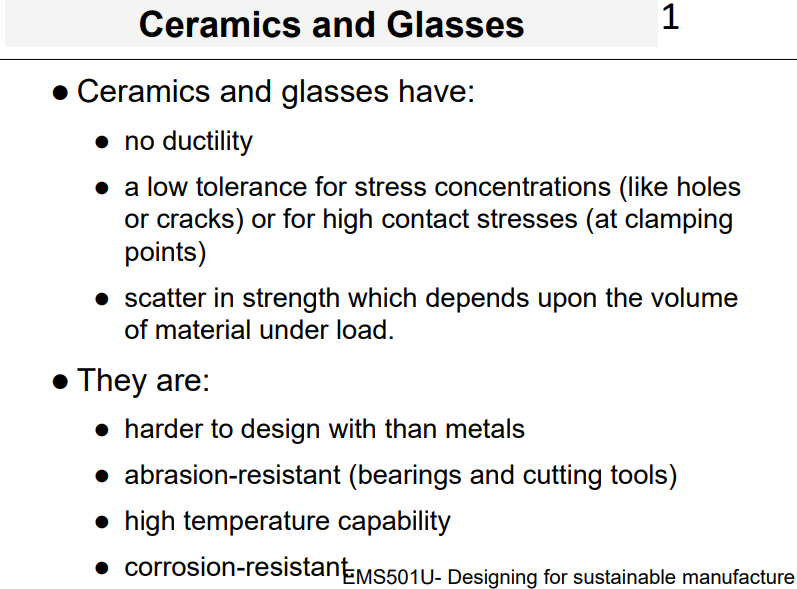 Ceramics and Glasses
1
● Ceramics and glasses have:
● no ductility
● a low tolerance for stress concentrations (like holes
or cracks) or for high contact stresses (at clamping
points)
● scatter in strength which depends upon the volume
of material under load.
● They are:
● harder to design with than metals
● abrasion-resistant (bearings and cutting tools)
● high temperature capability
● corrosion-resistant.
EMS501U- Designing for sustainable manufacture